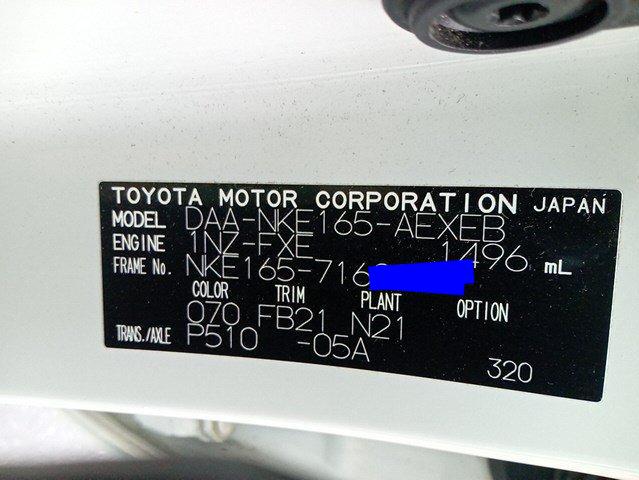 TOYOTA MOTOR CORPORATION JAPAN
MODEL DAA-NKE165-AEXEB
ENGINE 1NZ-FXE 1496 mL
FRAME No. NKE165-716
COLOR TRIM PLANT OPTION
070 FB21 N21
TRANS./AXLE P510 -05A
320